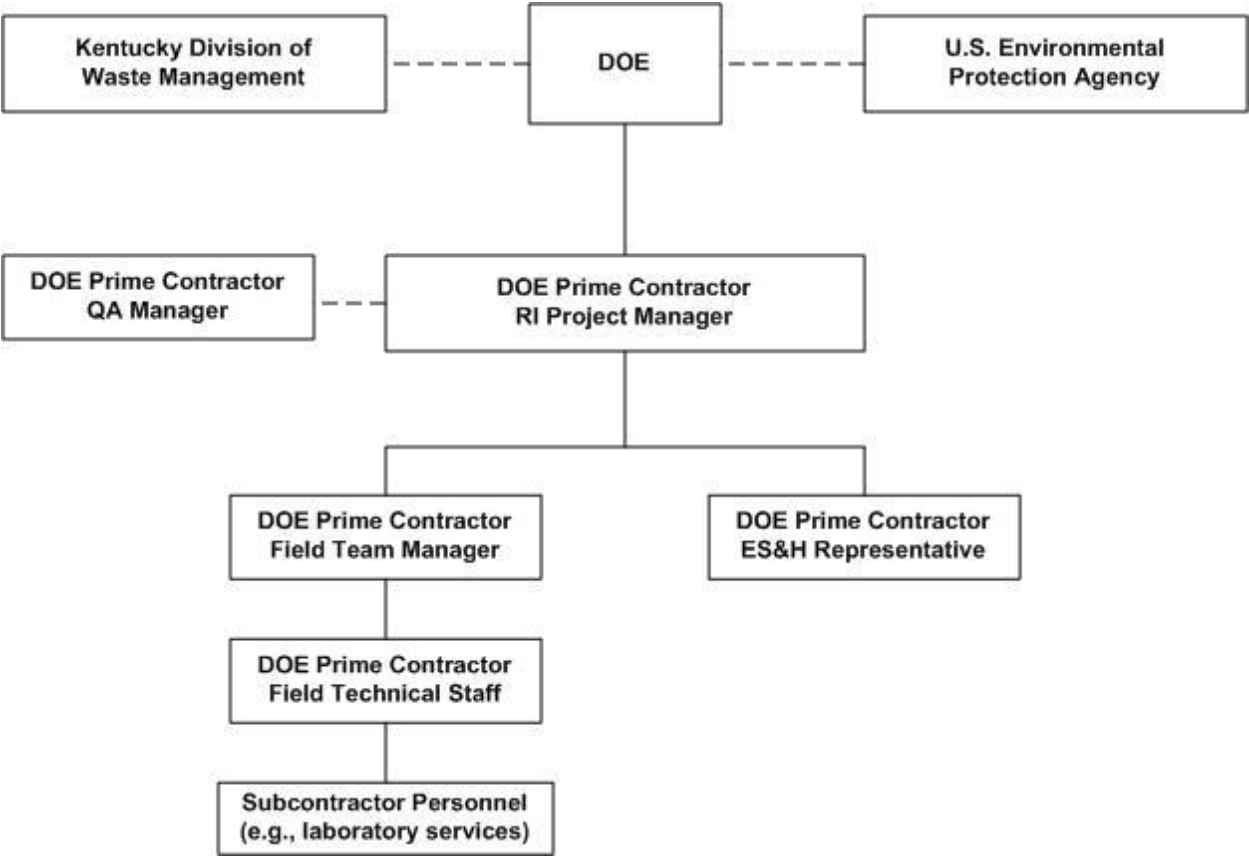 Kentucky Division of
Waste Management
DOE
U.S. Environmental
Protection Agency
DOE Prime Contractor
QA Manager
DOE Prime Contractor
RI Project Manager
DOE Prime Contractor
Field Team Manager
DOE Prime Contractor
ES&H Representative
DOE Prime Contractor
Field Technical Staff
Subcontractor Personnel
(e.g., laboratory services)